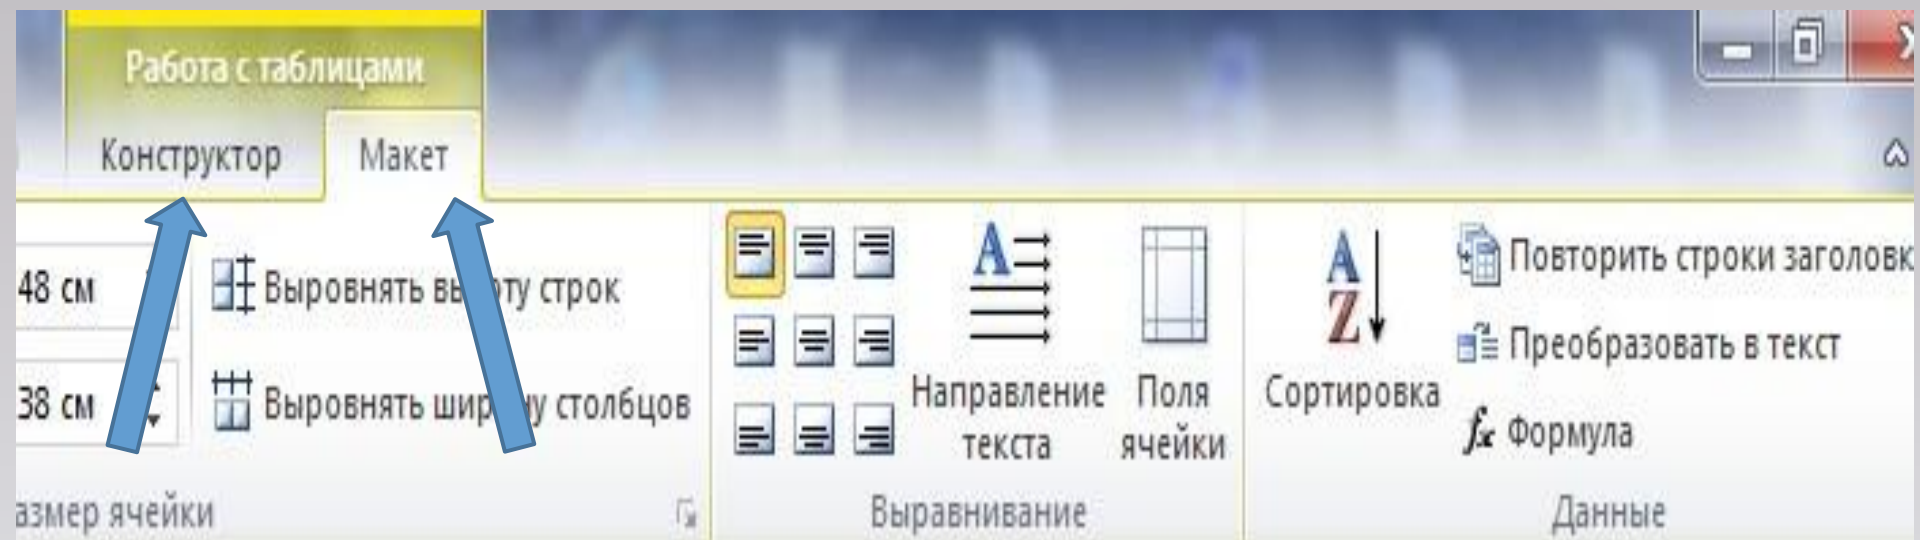 Работа с таблицами
Конструктор Макет
48 см Выровнять высоту строк
38 см Выровнять ширину столбцов
азмер ячейки
Направление текста
Поля ячейки
Выравнивание
A
Z
Сортировка
Повторить строки заголовк
Преобразовать в текст
fx Формула
Данные